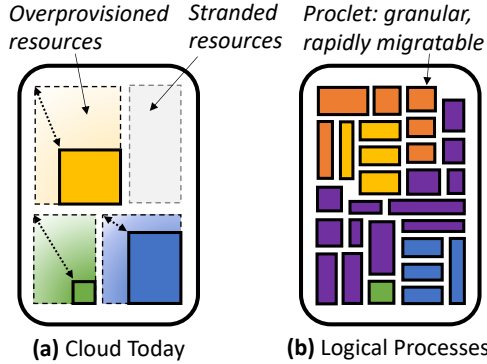 Overprovisioned
resources
Stranded
resources
Proclet: granular,
rapidly migratable
(a) Cloud Today
(b) Logical Processes